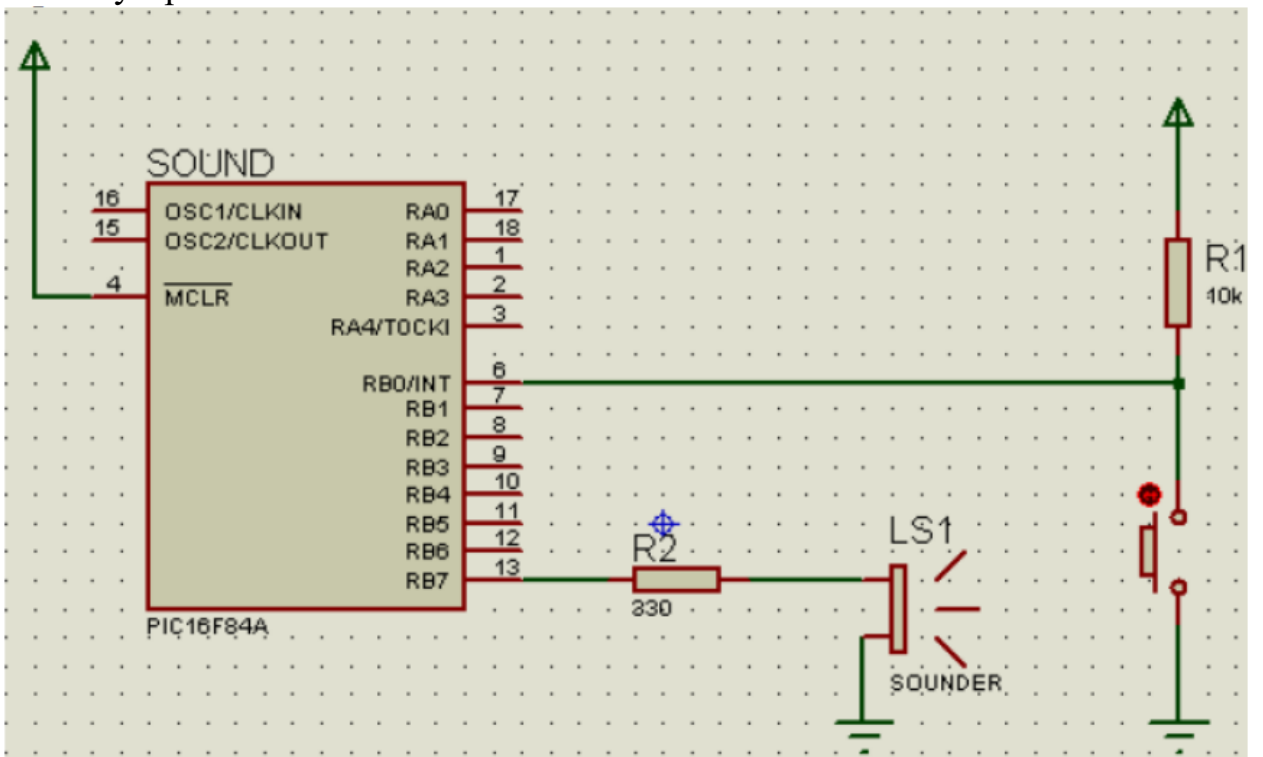 SOUND
16
OSC1/CLKIN
RA0
17
15
OSC2/CLKOUT
RA1
18
RA2
1
4
MCLR
RA3
2
RA4/T0CKI
3
RB0/INT
6
RB1
7
RB2
8
RB3
9
RB4
10
RB5
11
RB6
12
RB7
13
PIC16F84A
R2
330
LS1
SOUNDER
R1
10k